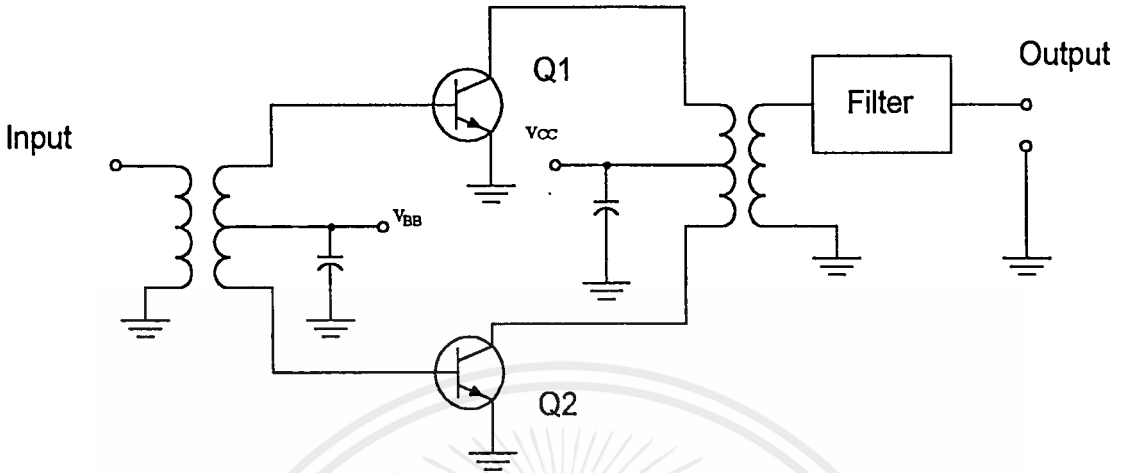 Output
Q1
Filter
Input
VCC
VBB
Q2